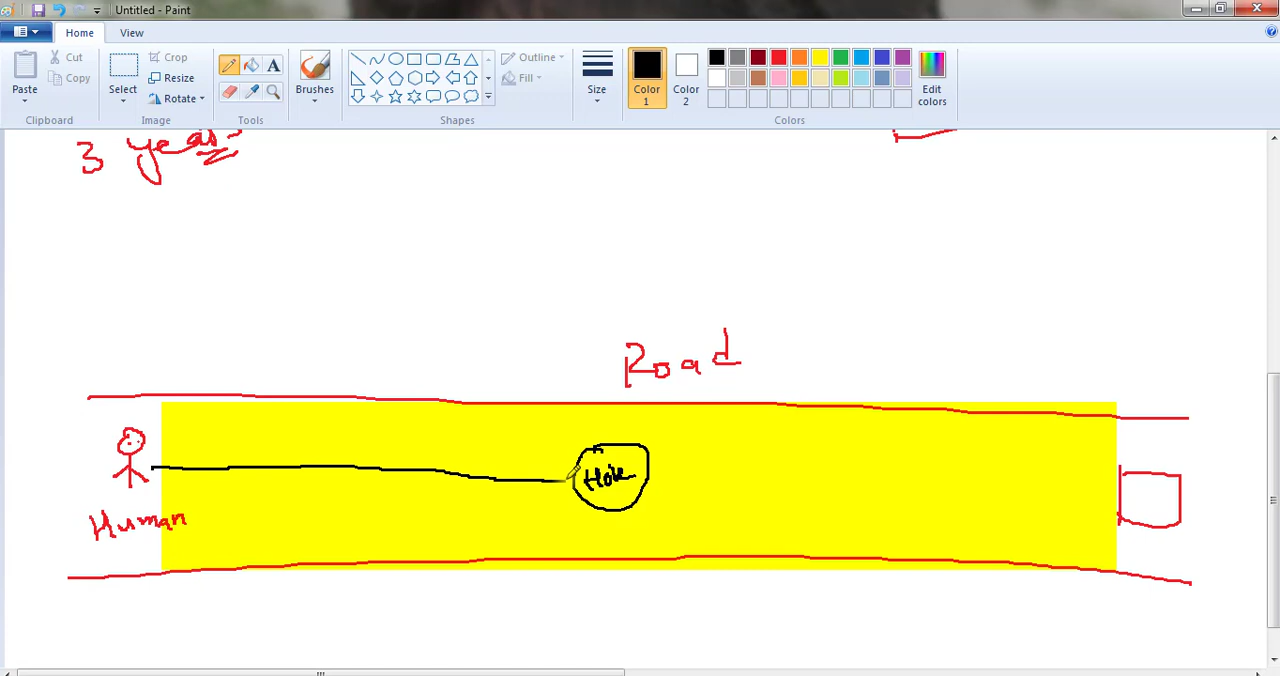 Untitled - Paint
Home View
Paste
Cut
Copy
Clipboard
Select
Crop
Resize
Rotate
Image
A
Tools
Brushes
Outline
Fill
Shapes
Size
Color 1
Color 2
Edit colors
Colors
3 years
Road
Hole
Human